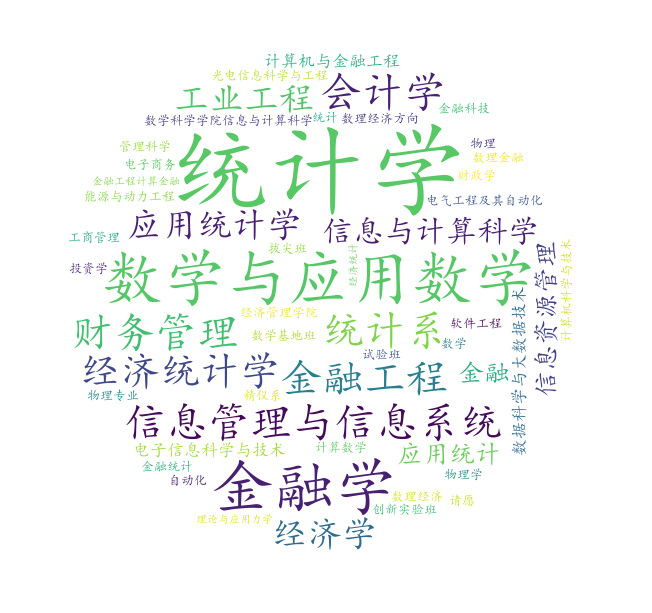 计算机与金融工程
光电信息科学与工程
工业工程
会计学
金融科技
数学科学学院信息与计算科学
统计
数理经济方向
统计学
管理科学
物理
电子商务
数理金融
金融工程计算金融
财政学
能源与动力工程
电气工程及其自动化
应用统计学
信息与计算科学
工商管理
拔尖班
经济统计
投资学
数学与应用数学
信息资源管理
计算机科学与技术
数据科学与大数据技术
经济管理学院
财务管理
统计系
软件工程
数学基地班
数学
试验班
经济统计学
金融工程
金融
物理专业
精仪系
信息管理与信息系统
电子信息科学与技术
计算数学
应用统计
金融统计
金融学
物理学
自动化
数理经济
请愿
创新实验班
理论与应用力学
经济学